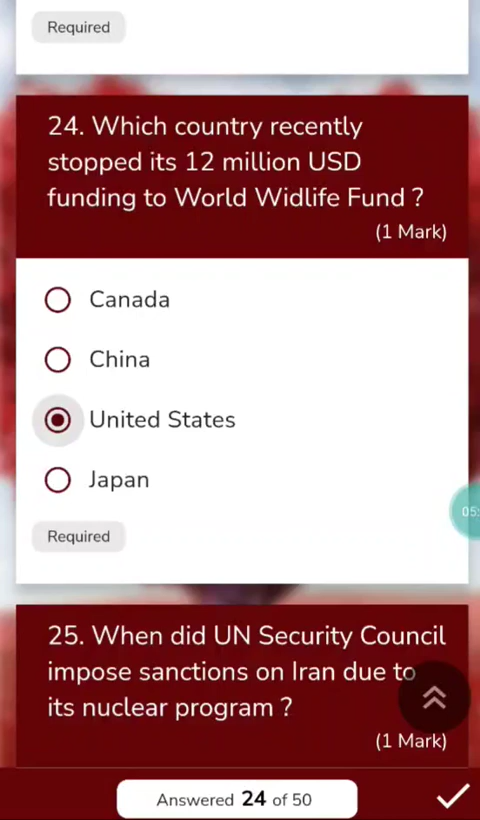 Required
24. Which country recently
stopped its 12 million USD
funding to World Widlife Fund ?
(1 Mark)
Canada
China
United States
Japan
Required
05:
25. When did UN Security Council
impose sanctions on Iran due to
its nuclear program ?
(1 Mark)
Answered 24 of 50